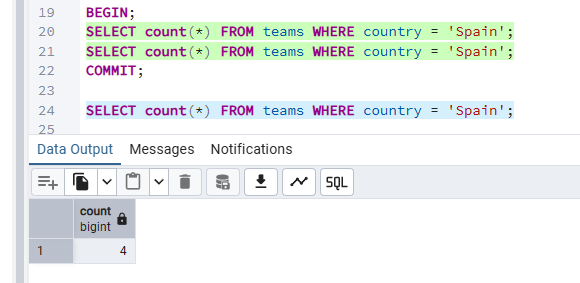 19 BEGIN;
20 SELECT count(*) FROM teams WHERE country = 'Spain';
21 SELECT count(*) FROM teams WHERE country = 'Spain';
22 COMMIT;
23
24 SELECT count(*) FROM teams WHERE country = 'Spain';
25
Data Output Messages Notifications
SQL
count
bigint
1 4